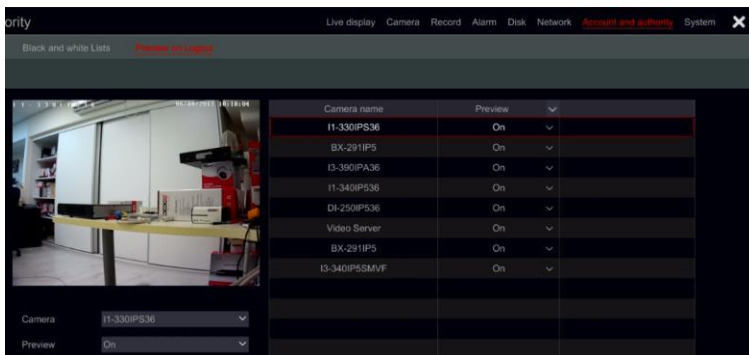 ority Live display Camera Record Alarm Disk Network Account and authority System
Black and white Lists Preview on Logout
Camera name Preview
I1-330IPS36 On
BX-291IP5 On
I3-390IPA36 On
I1-340IP536 On
DI-250IP536 On
Video Server On
BX-291IP5 On
I3-340IP5SMVF On
Camera I1-330IPS36
Preview On